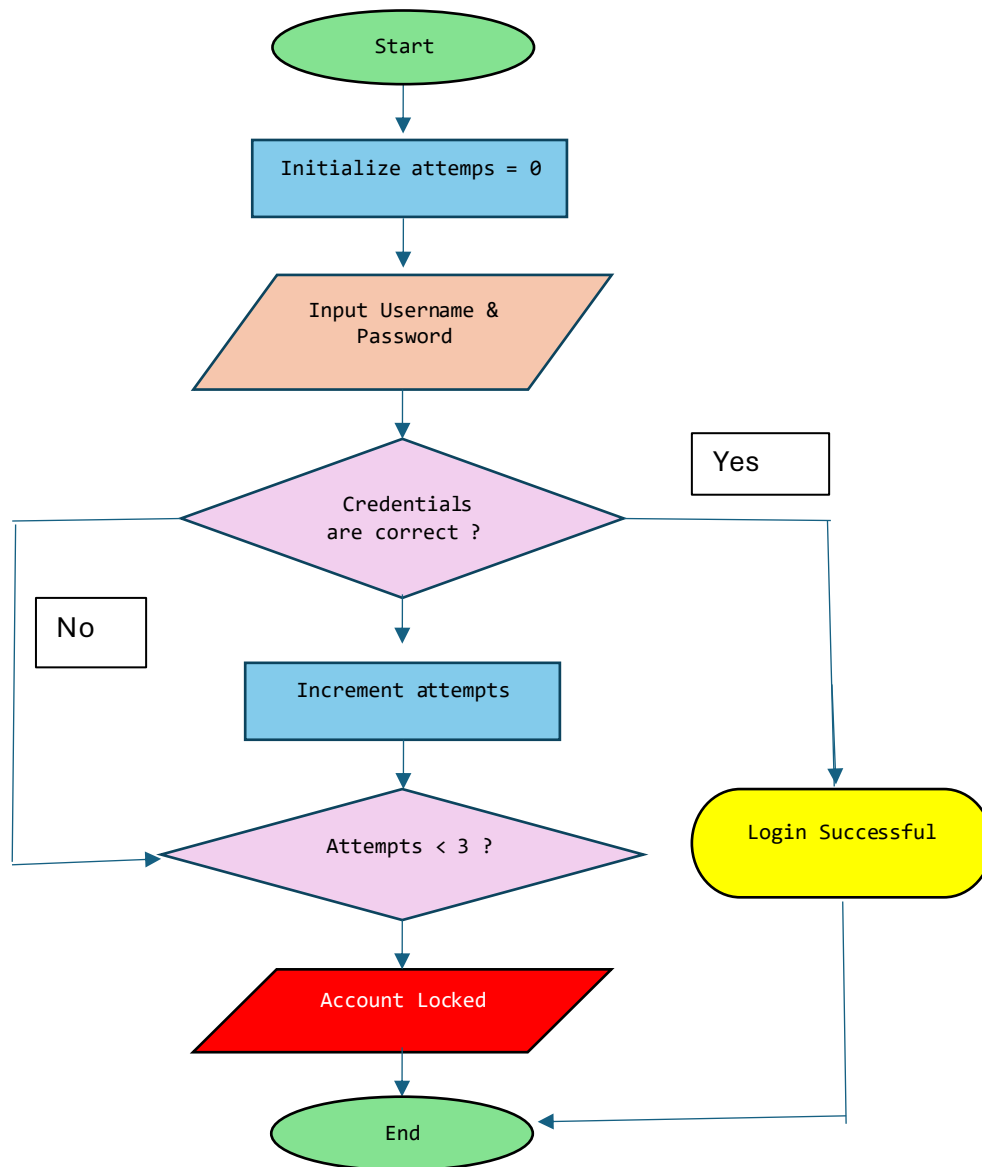 Start
Initialize attemps = 0
Input Username &
Password
Credentials
are correct ?
Yes
No
Increment attempts
Attempts < 3 ?
Login Successful
Account Locked
End